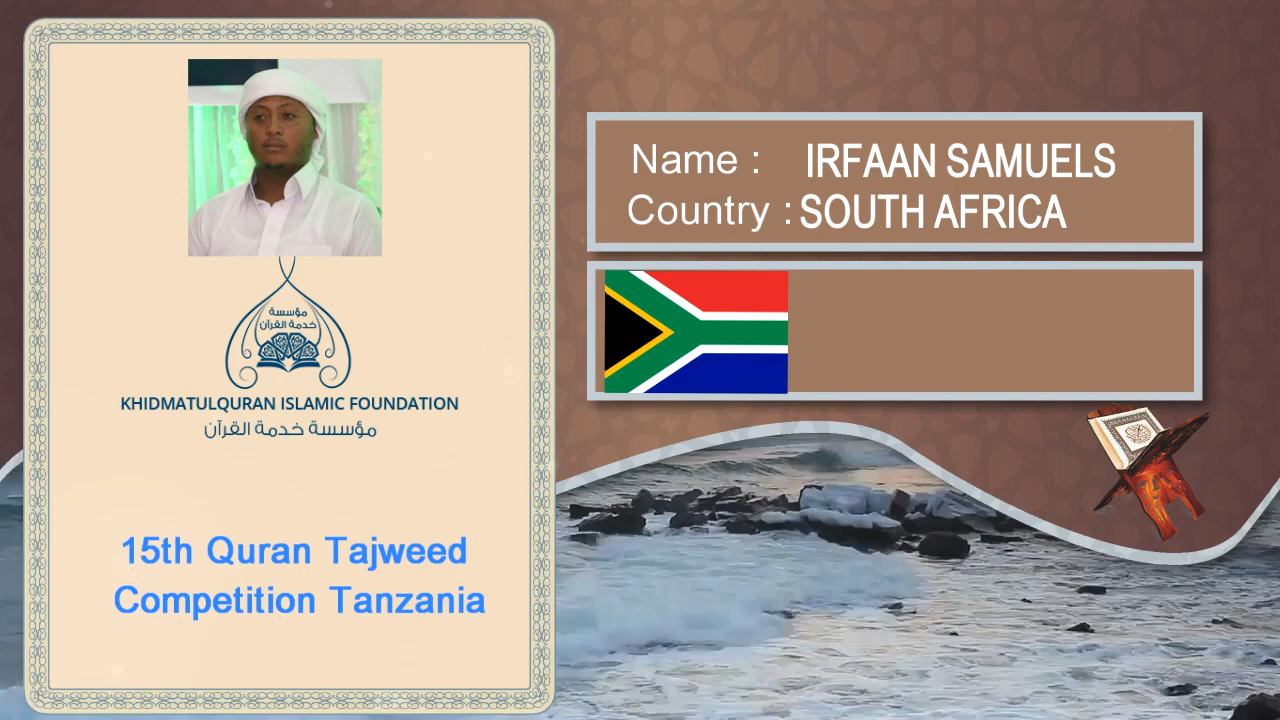 مؤسسة
خدمة القرآن
KHIDMATULQURAN ISLAMIC FOUNDATION
مؤسسة خدمة القرآن
15th Quran Tajweed
Competition Tanzania
Name : IRFAAN SAMUELS
Country : SOUTH AFRICA